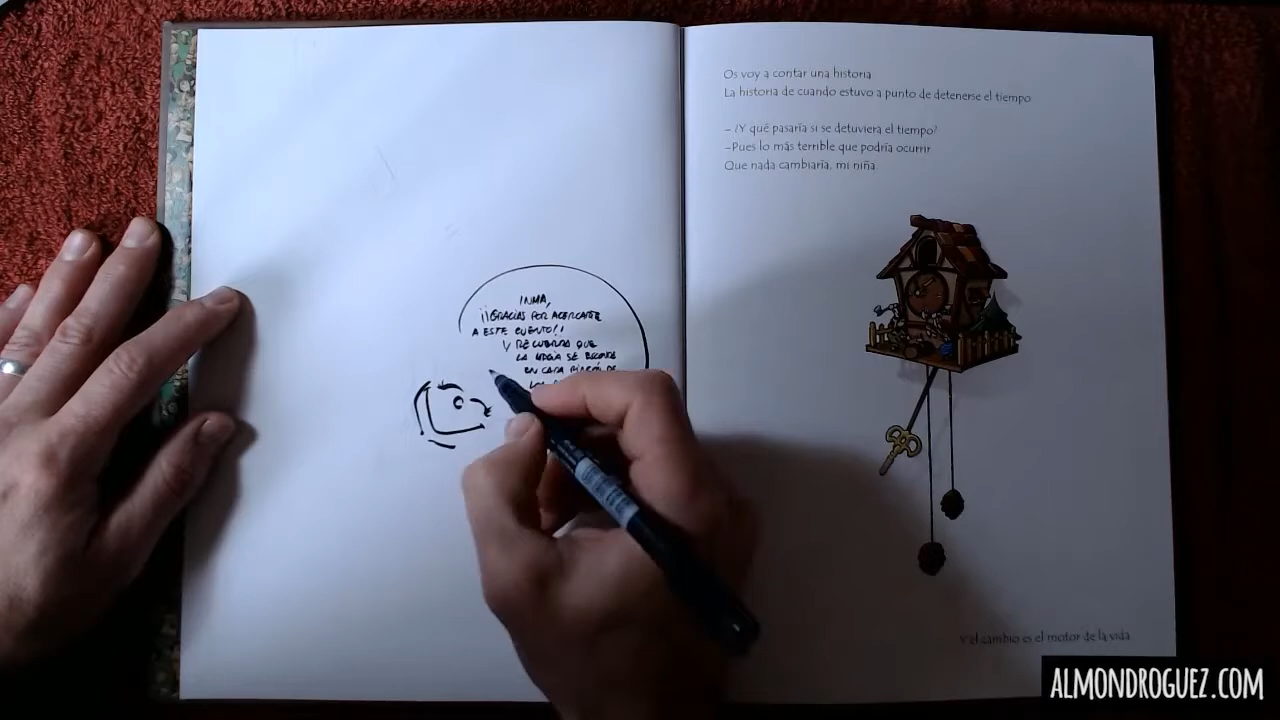 INMA,
¡¡GRACIAS POR ACERCARTE
A ESTE CUENTO!!
Y RECUERDA QUE
LA MAGIA SE ESCONDE
EN CADA RINCÓN DE
Os voy a contar una historia
La historia de cuando estuvo a punto de detenerse el tiempo
- ¿Y qué pasaría si se detuviera el tiempo?
-Pues lo más terrible que podría ocurrir
Que nada cambiaría, mi niña.
Y el cambio es el motor de la vida
ALMONDROGUEZ.COM